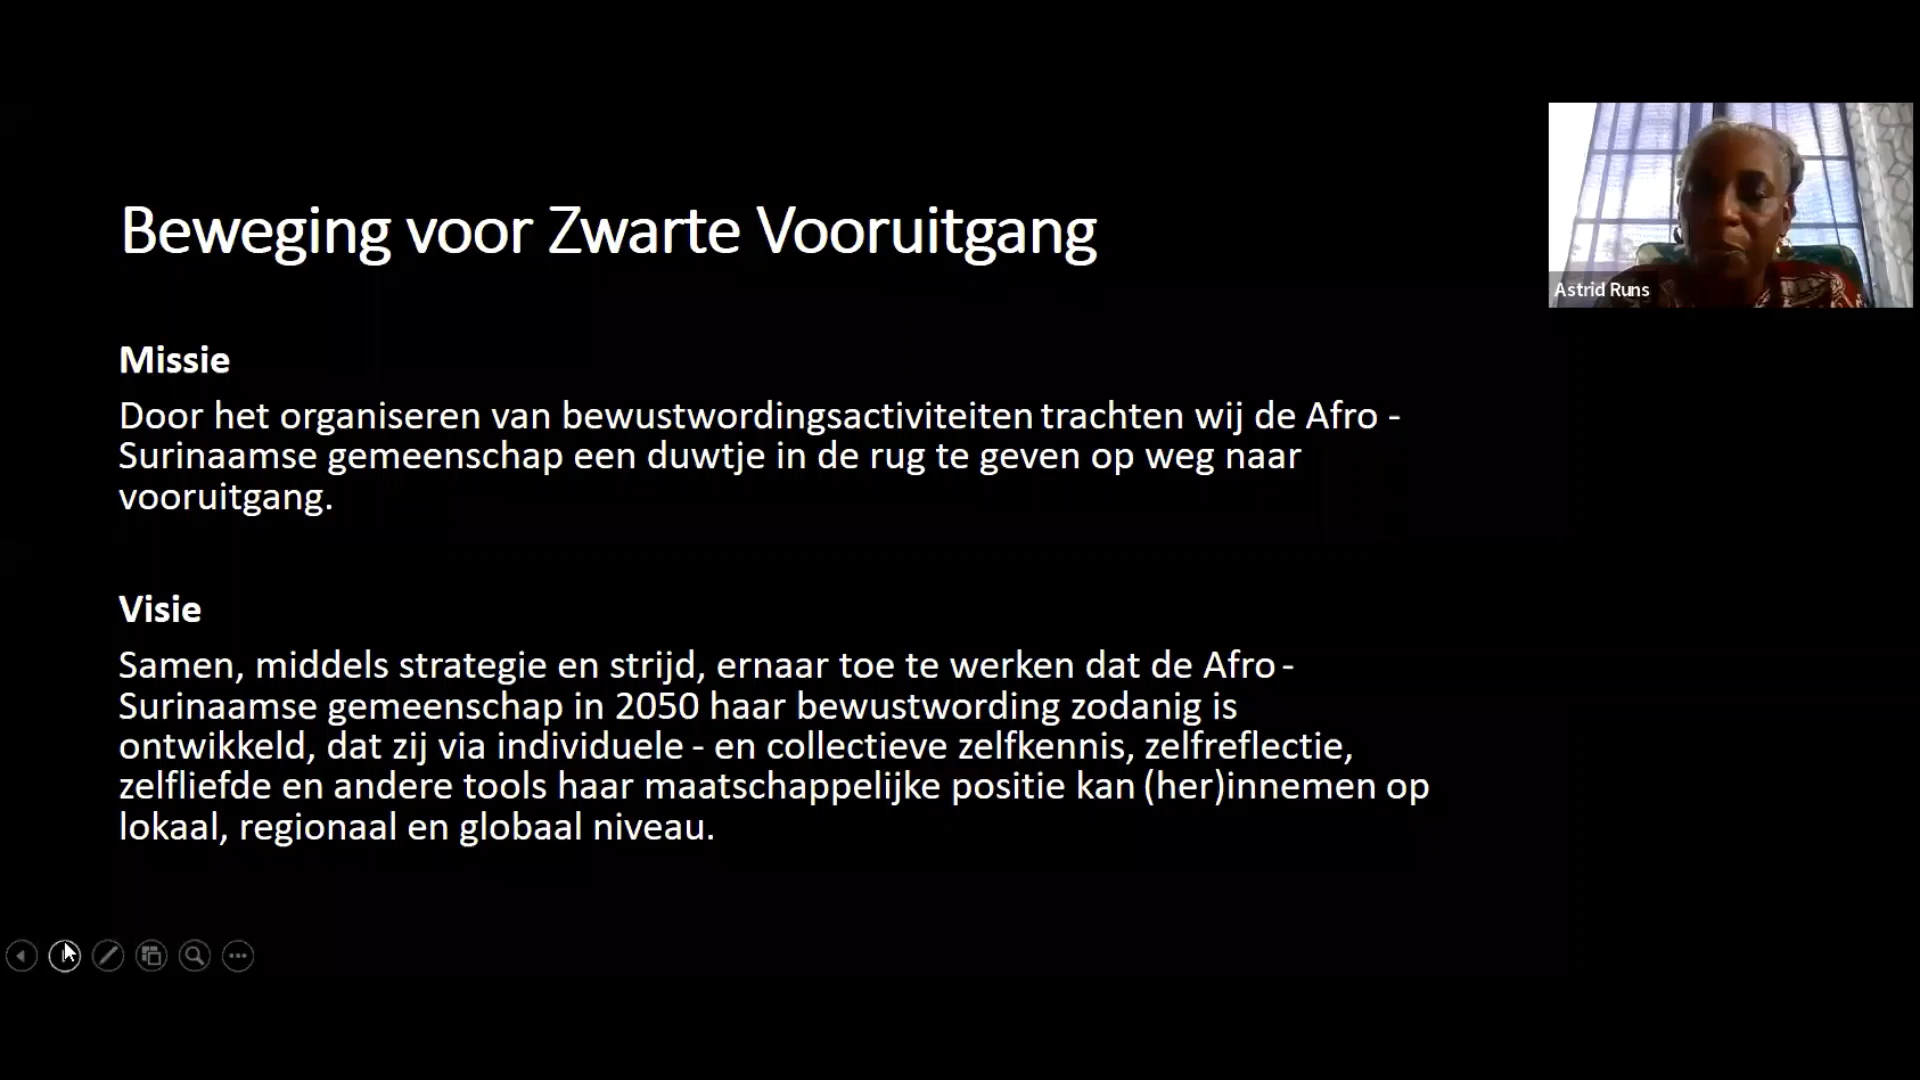 Beweging voor Zwarte Vooruitgang
Astrid Runs
Missie
Door het organiseren van bewustwordingsactiviteiten trachten wij de Afro -
Surinaamse gemeenschap een duwtje in de rug te geven op weg naar
vooruitgang.
Visie
Samen, middels strategie en strijd, ernaar toe te werken dat de Afro -
Surinaamse gemeenschap in 2050 haar bewustwording zodanig is
ontwikkeld, dat zij via individuele - en collectieve zelfkennis, zelfreflectie,
zelfliefde en andere tools haar maatschappelijke positie kan (her)innemen op
lokaal, regionaal en globaal niveau.